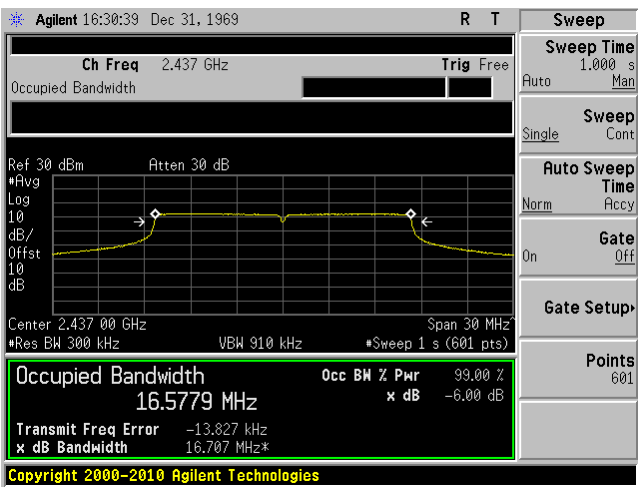 Agilent 16:30:39 Dec 31, 1969 R T
Ch Freq 2.437 GHz Trig Free
Occupied Bandwidth
Ref 30 dBm Atten 30 dB
#Avg
Log
10
dB/
Offst
10
dB
Center 2.437 00 GHz Span 30 MHz^
#Res BW 300 kHz VBW 910 kHz #Sweep 1 s (601 pts)
Occupied Bandwidth Occ BW % Pwr 99.00 %
16.5779 MHz x dB -6.00 dB
Transmit Freq Error -13.827 kHz
x dB Bandwidth 16.707 MHz*
Copyright 2000-2010 Agilent Technologies
Sweep
Sweep Time
1.000 s
Auto Man
Sweep
Single Cont
Auto Sweep
Time
Norm Accy
Gate
On Off
Gate Setup▸
Points
601